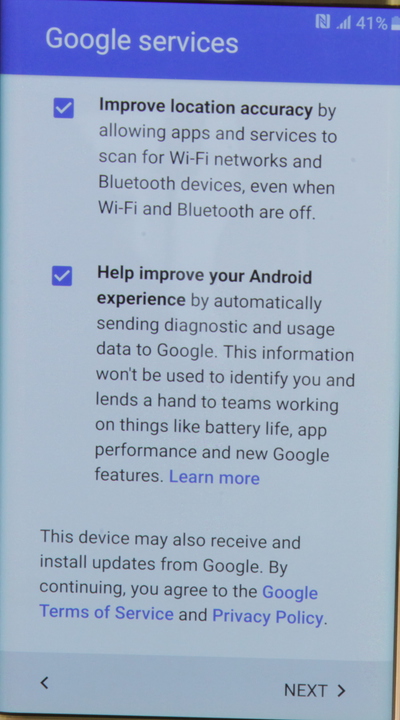 41%
Google services
Improve location accuracy by
allowing apps and services to
scan for Wi-Fi networks and
Bluetooth devices, even when
Wi-Fi and Bluetooth are off.
Help improve your Android
experience by automatically
sending diagnostic and usage
data to Google. This information
won't be used to identify you and
lends a hand to teams working
on things like battery life, app
performance and new Google
features. Learn more
This device may also receive and
install updates from Google. By
continuing, you agree to the Google
Terms of Service and Privacy Policy.
NEXT